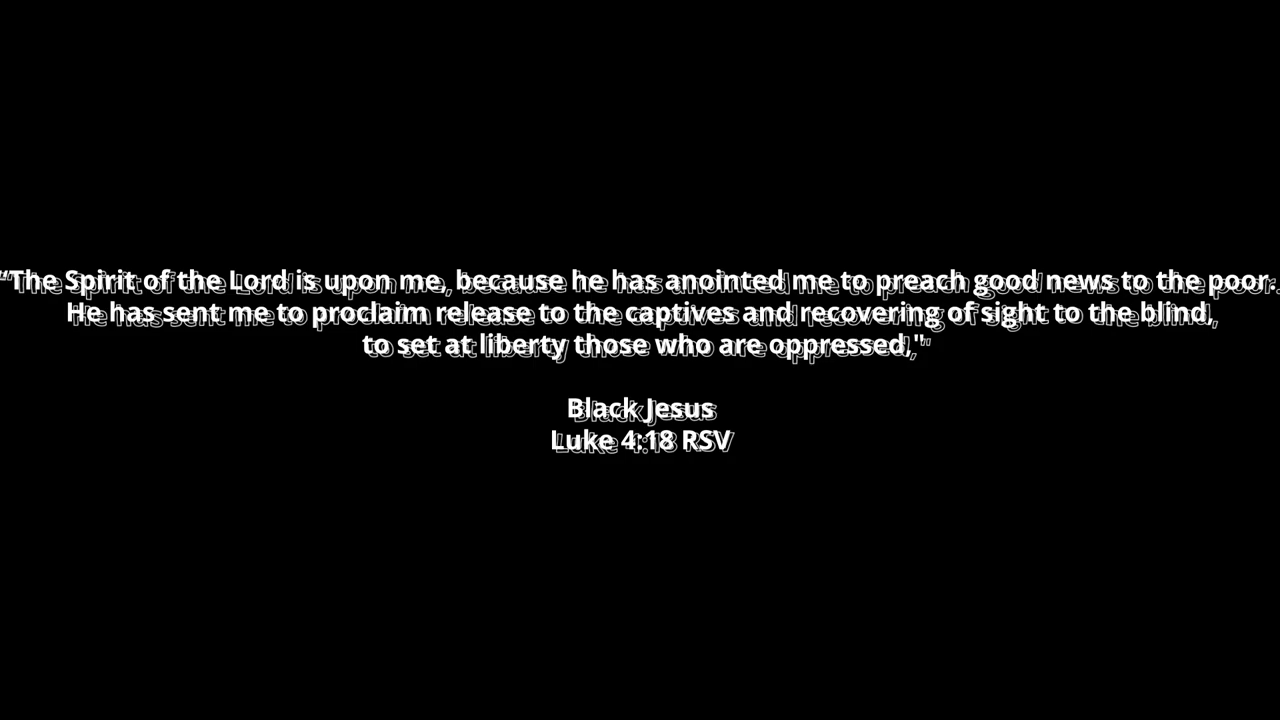 “The Spirit of the Lord is upon me, because he has anointed me to preach good news to the poor.
He has sent me to proclaim release to the captives and recovering of sight to the blind,
to set at liberty those who are oppressed,"
Black Jesus
Luke 4:18 RSV